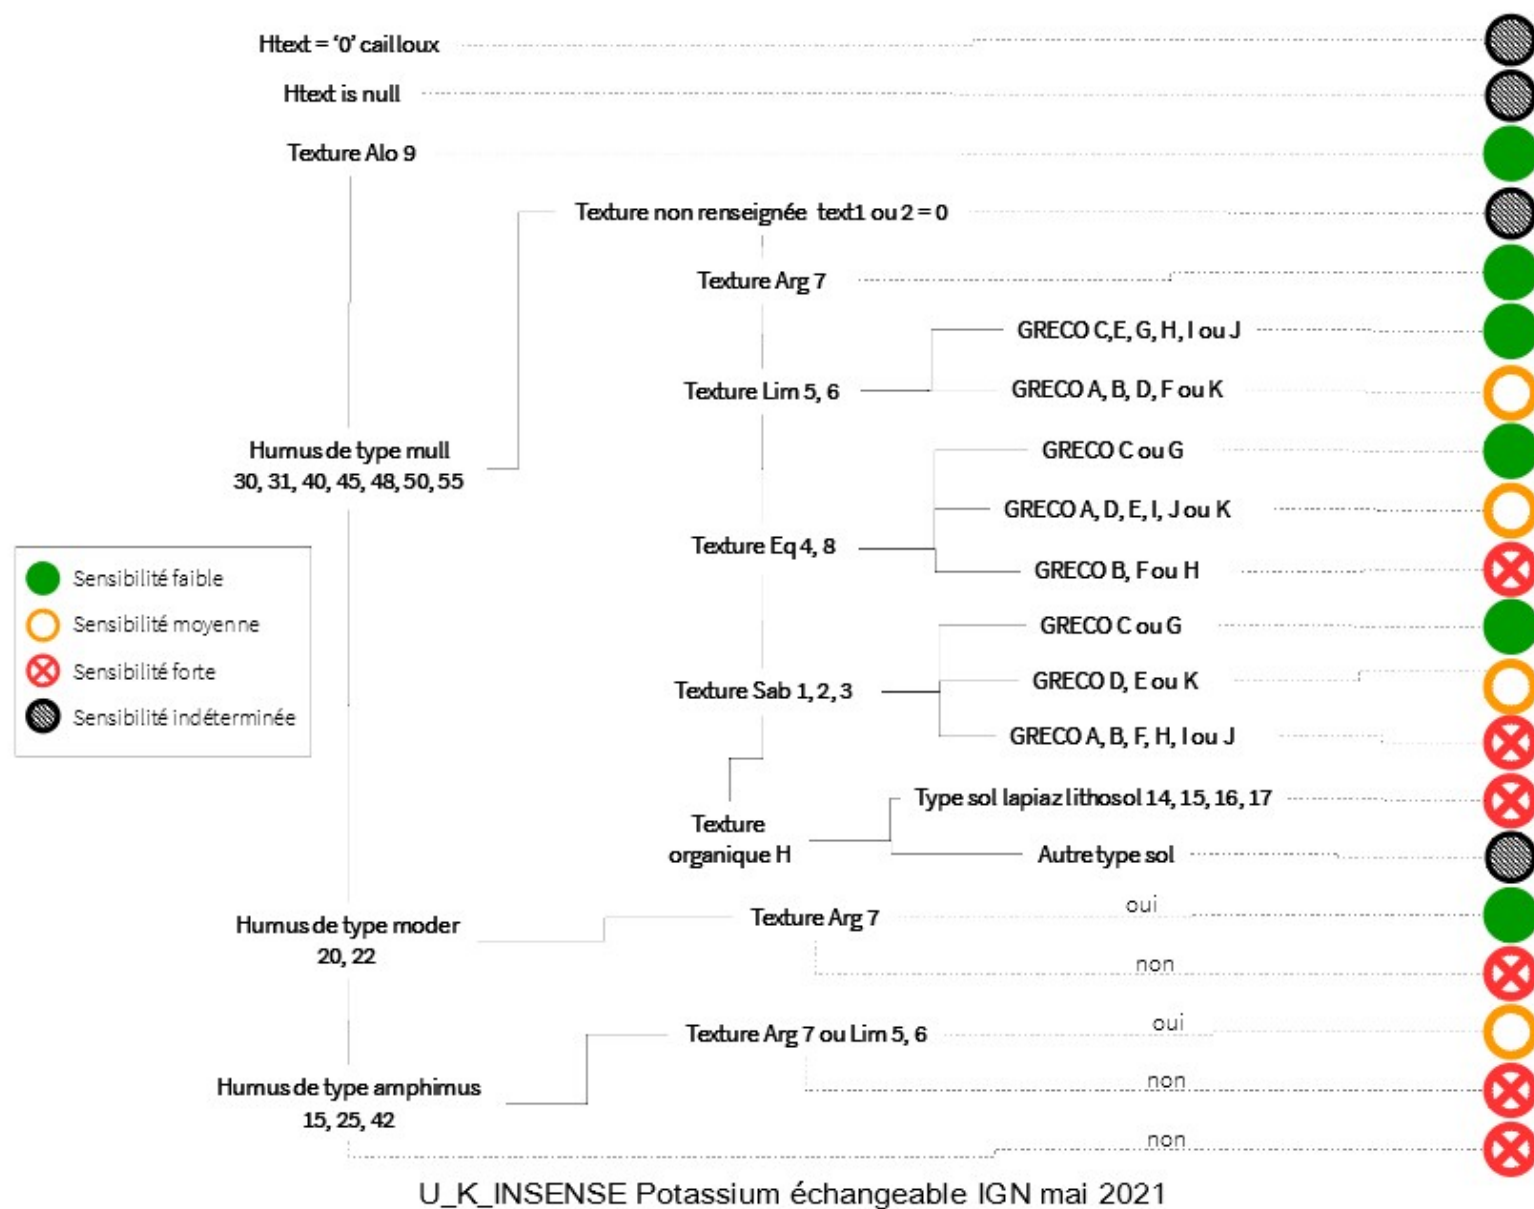 Htext = ‘0’ cailloux
Htext is null
Texture Alo 9
Texture non renseignée text1 ou 2 = 0
Texture Arg 7
GRECO C,E, G, H, I ou J
Texture Lim 5, 6
GRECO A, B, D, F ou K
Humus de type mull
30, 31, 40, 45, 48, 50, 55
GRECO C ou G
GRECO A, D, E, I, J ou K
Texture Eq 4, 8
GRECO B, F ou H
Sensibilité faible
Sensibilité moyenne
Sensibilité forte
Sensibilité indéterminée
GRECO C ou G
Texture Sab 1, 2, 3
GRECO D, E ou K
GRECO A, B, F, H, I ou J
Type sol lapiaz lithosol 14, 15, 16, 17
Texture
organique H
Autre type sol
Humus de type moder
20, 22
Texture Arg 7
oui
non
Texture Arg 7 ou Lim 5, 6
oui
non
Humus de type amphimus
15, 25, 42
non
U_K_INSENSE Potassium échangeable IGN mai 2021